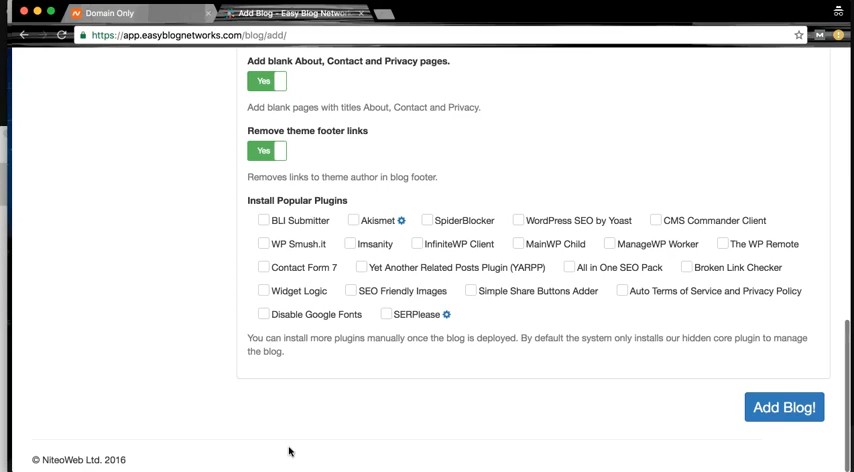 Domain Only
Add Blog - Easy Blog Networ
https://app.easyblognetworks.com/blog/add/
Add blank About, Contact and Privacy pages.
Yes
Add blank pages with titles About, Contact and Privacy.
Remove theme footer links
Yes
Removes links to theme author in blog footer.
Install Popular Plugins
BLI Submitter Akismet SpiderBlocker WordPress SEO by Yoast CMS Commander Client
WP Smush.it Imsanity InfiniteWP Client MainWP Child ManageWP Worker The WP Remote
Contact Form 7 Yet Another Related Posts Plugin (YARPP) All in One SEO Pack Broken Link Checker
Widget Logic SEO Friendly Images Simple Share Buttons Adder Auto Terms of Service and Privacy Policy
Disable Google Fonts SERPlease
You can install more plugins manually once the blog is deployed. By default the system only installs our hidden core plugin to manage
the blog.
Add Blog!
© NiteoWeb Ltd. 2016